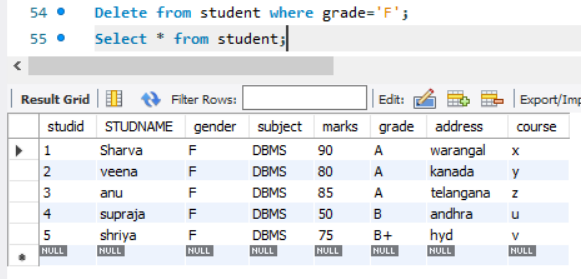 54 Delete from student where grade='F';
55 Select * from student;
Result Grid Filter Rows: Edit: Export/Imp
studid STUDNAME gender subject marks grade address course
1 Sharva F DBMS 90 A warangal x
2 veena F DBMS 80 A kanada y
3 anu F DBMS 85 A telangana z
4 supraja F DBMS 50 B andhra u
5 shriya F DBMS 75 B+ hyd v
NULL NULL NULL NULL NULL NULL NULL NULL